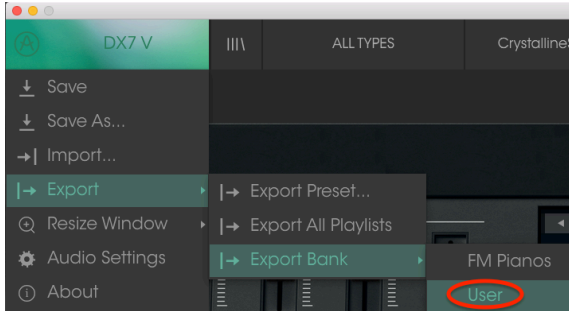 DX7 V
ALL TYPES
Crystalline
Save
Save As...
Import...
Export
Export Preset...
Resize Window
Export All Playlists
Audio Settings
Export Bank
FM Pianos
About
User